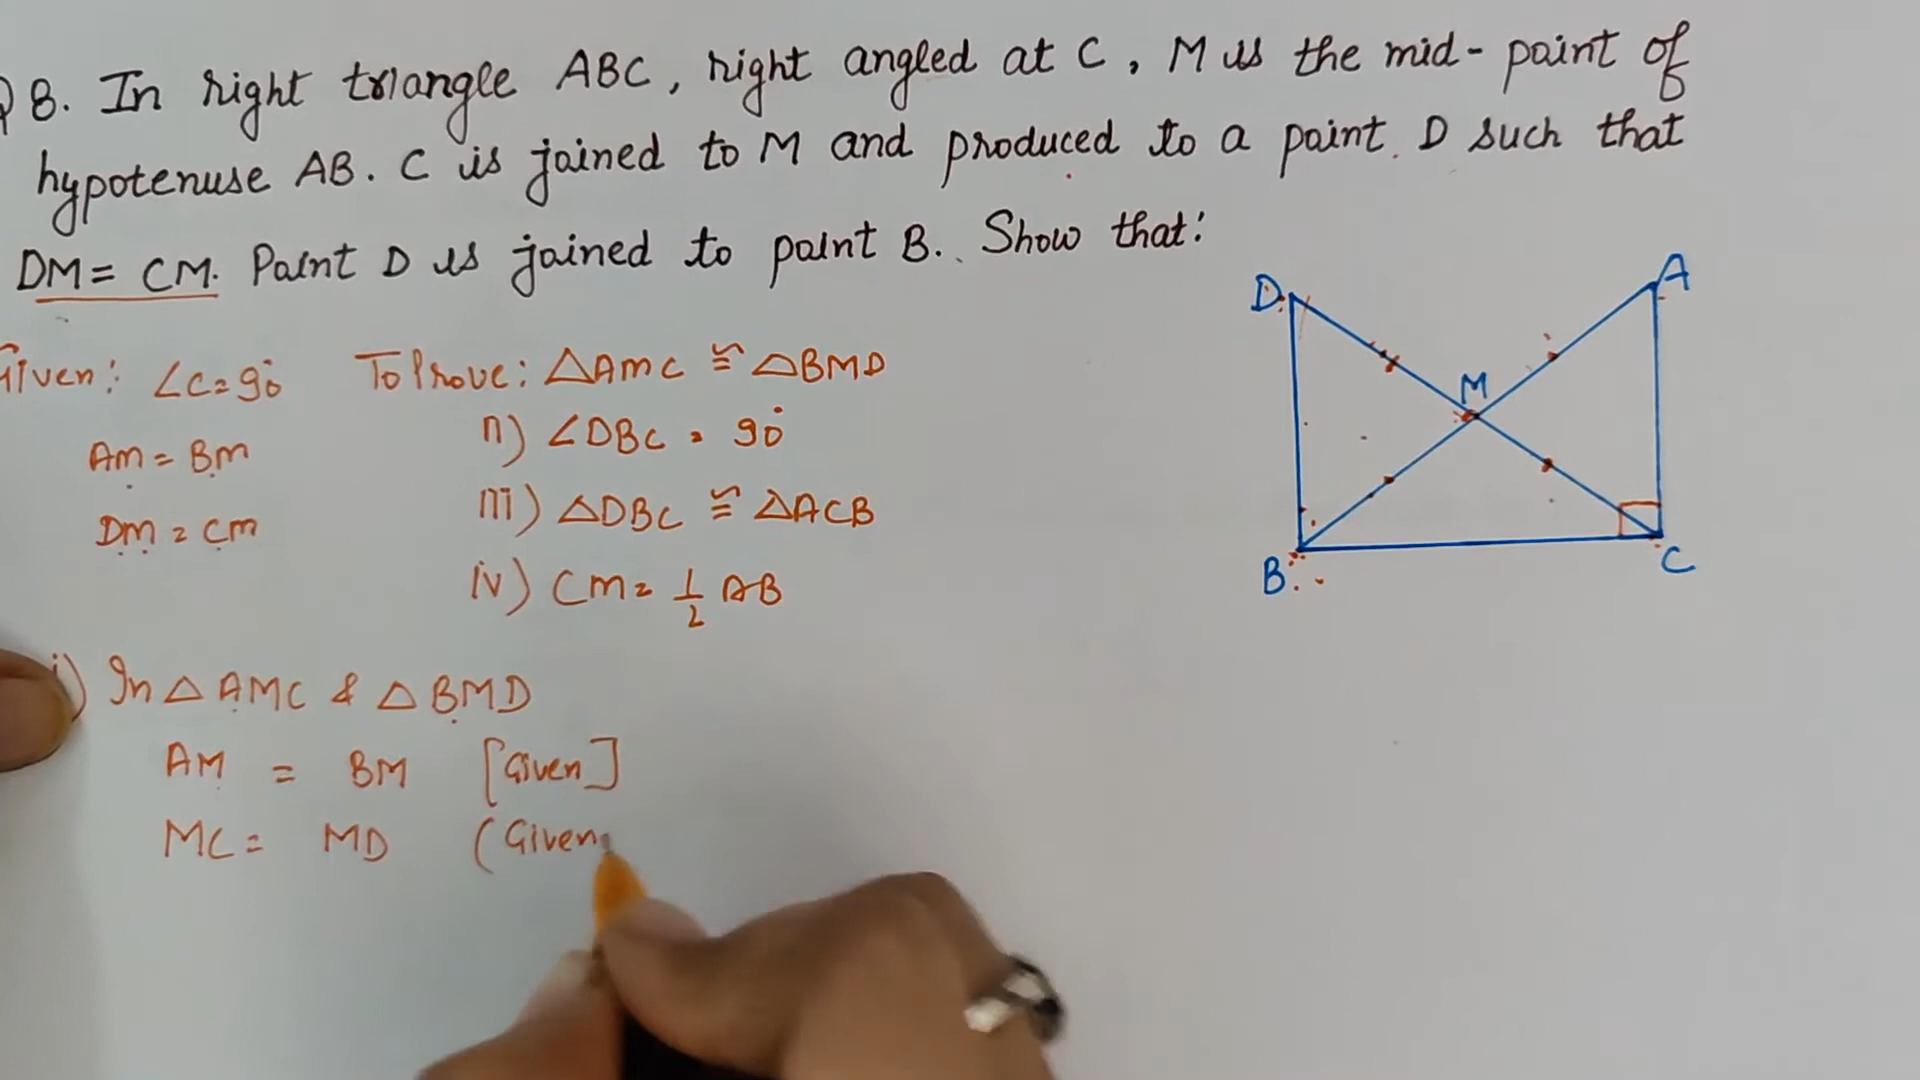 Q8. In right triangle ABC, right angled at C, M is the mid-point of
hypotenuse AB. C is joined to M and produced to a point D such that
DM = CM. Point D is joined to point B. Show that:
Given: ∠C = 90° To Prove: △AMC ≅ △BMD
AM = BM ii) ∠DBC = 90°
DM = CM iii) △DBC ≅ △ACB
iv) CM = 1/2 AB
D A
M
B C
i) In △AMC & △BMD
AM = BM [Given]
MC = MD (Given